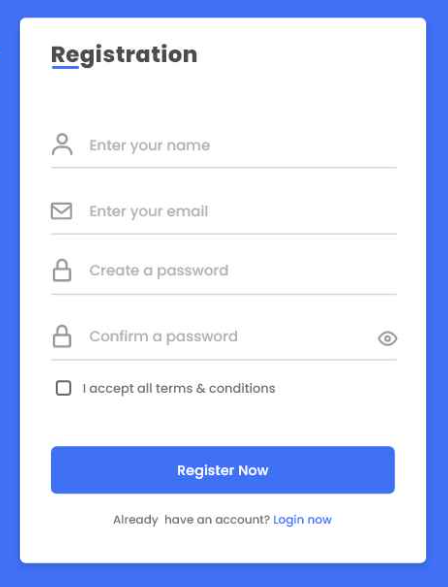 Registration
Enter your name
Enter your email
Create a password
Confirm a password
I accept all terms & conditions
Register Now
Already have an account? Login now